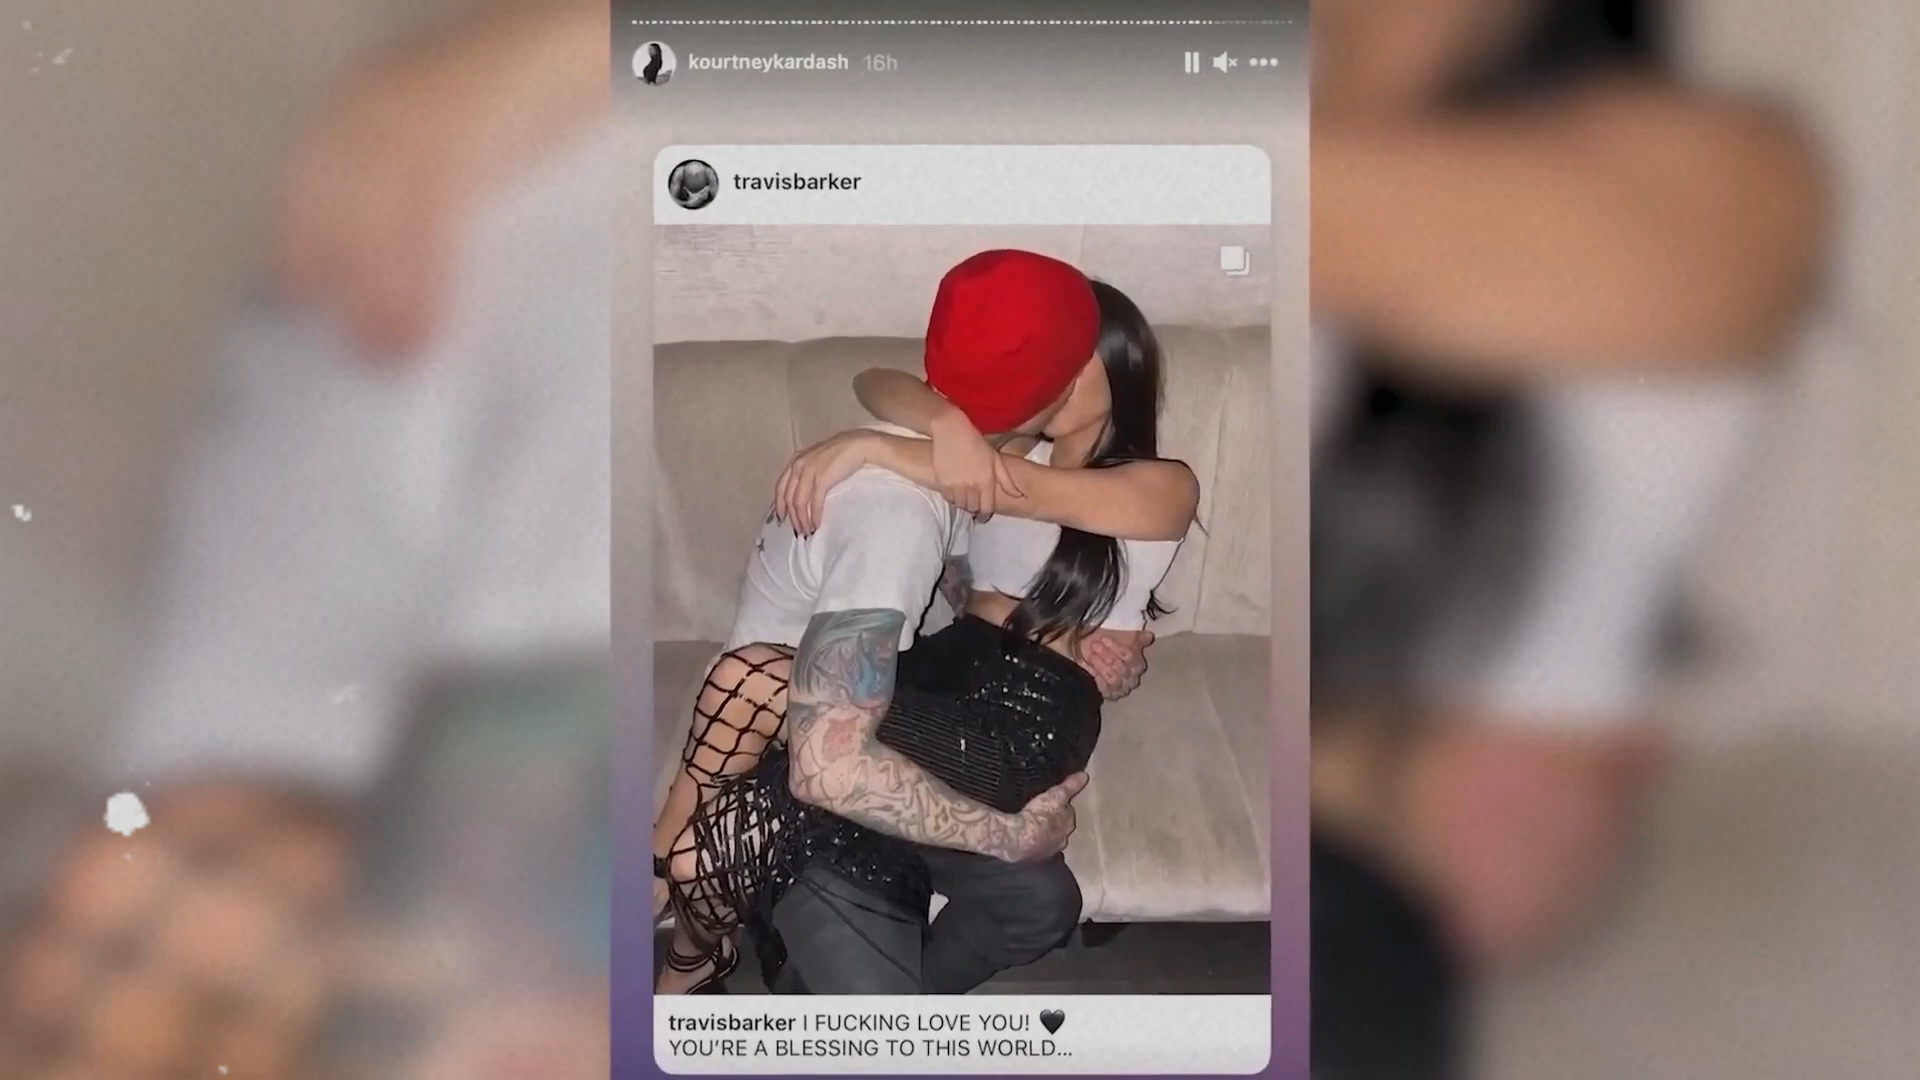 kourtneykardash 16h
travisbarker
travisbarker I FUCKING LOVE YOU! 🖤
YOU'RE A BLESSING TO THIS WORLD...